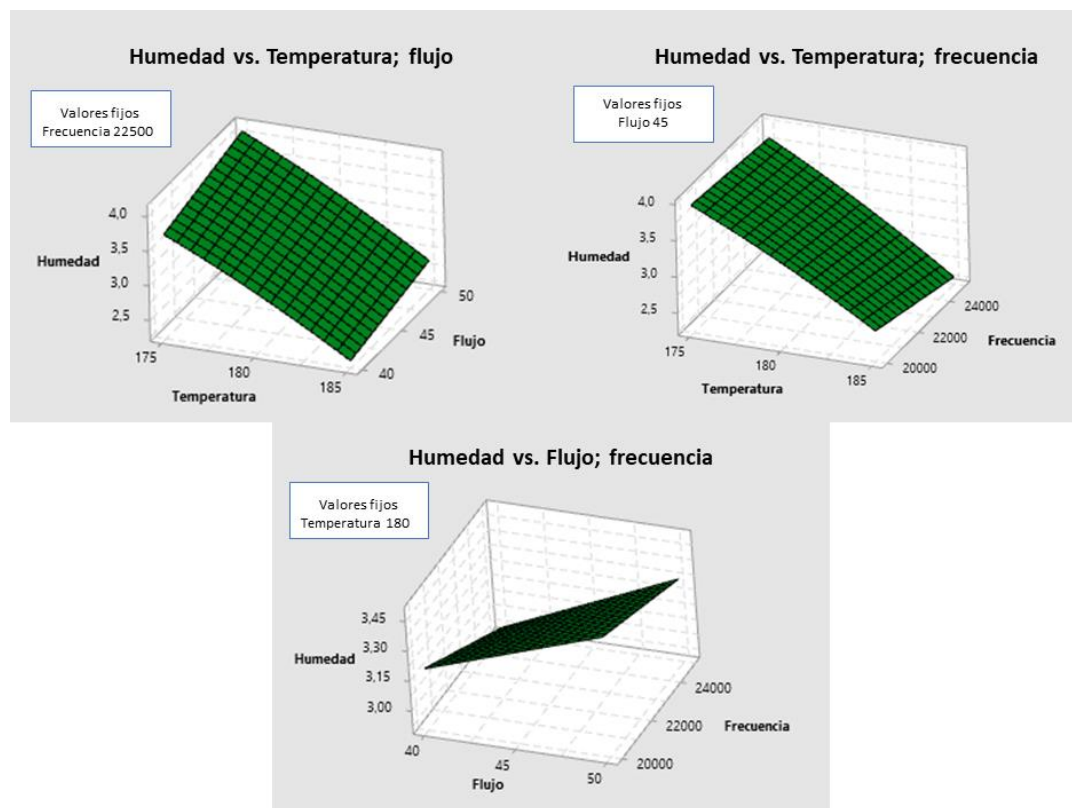 Humedad vs. Temperatura; flujo
Valores fijos
Frecuencia 22500
4,0
3,5
3,0
2,5
Humedad
175
180
185
Temperatura
40
45
50
Flujo
Humedad vs. Temperatura; frecuencia
Valores fijos
Flujo 45
4,0
3,5
3,0
2,5
Humedad
175
180
185
Temperatura
20000
22000
24000
Frecuencia
Humedad vs. Flujo; frecuencia
Valores fijos
Temperatura 180
3,45
3,30
3,15
3,00
Humedad
40
45
50
Flujo
20000
22000
24000
Frecuencia